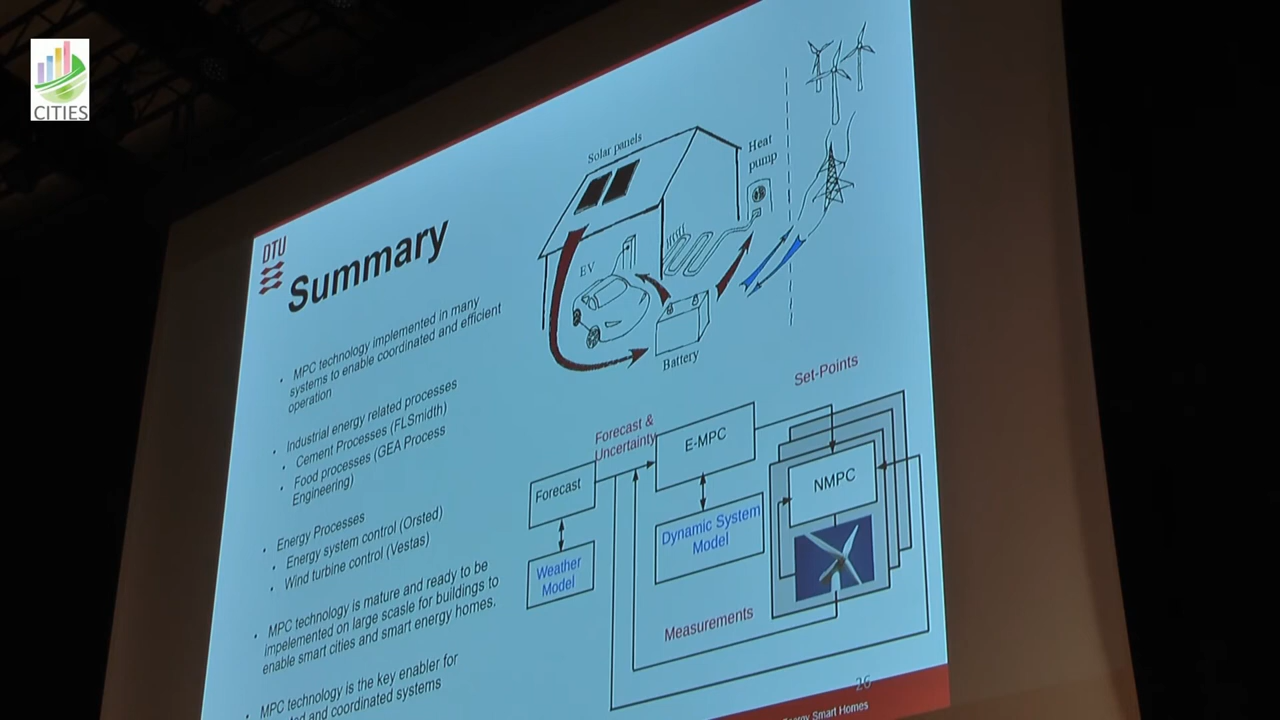 CITIES
DTU
Summary
• MPC technology implemented in many
systems to enable coordinated and efficient
operation
• Industrial energy related processes
• Cement Processes (FLSmidth)
• Food processes (GEA Process
Engineering)
• Energy Processes
• Energy system control (Orsted)
• Wind turbine control (Vestas)
• MPC technology is mature and ready to be
impelemented on large scasle for buildings to
enable smart cities and smart energy homes.
• MPC technology is the key enabler for
and coordinated systems
Solar panels
Heat
pump
EV
Battery
Set-Points
Forecast &
Uncertainty
E-MPC
NMPC
Forecast
Dynamic System
Model
Weather
Model
Measurements
26
Smart Homes